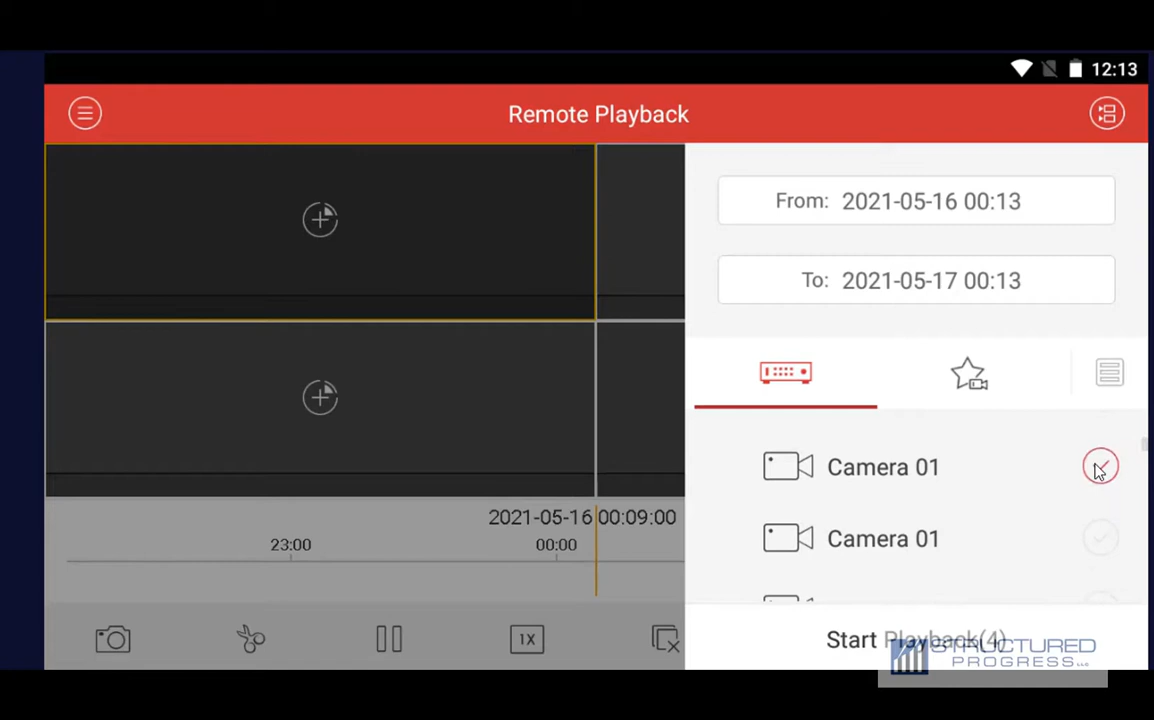 12:13
Remote Playback
From: 2021-05-16 00:13
To: 2021-05-17 00:13
Camera 01
Camera 01
2021-05-16 00:09:00
23:00
00:00
1X
Start Playback(4)
STRUCTURED
PROGRESS LLC